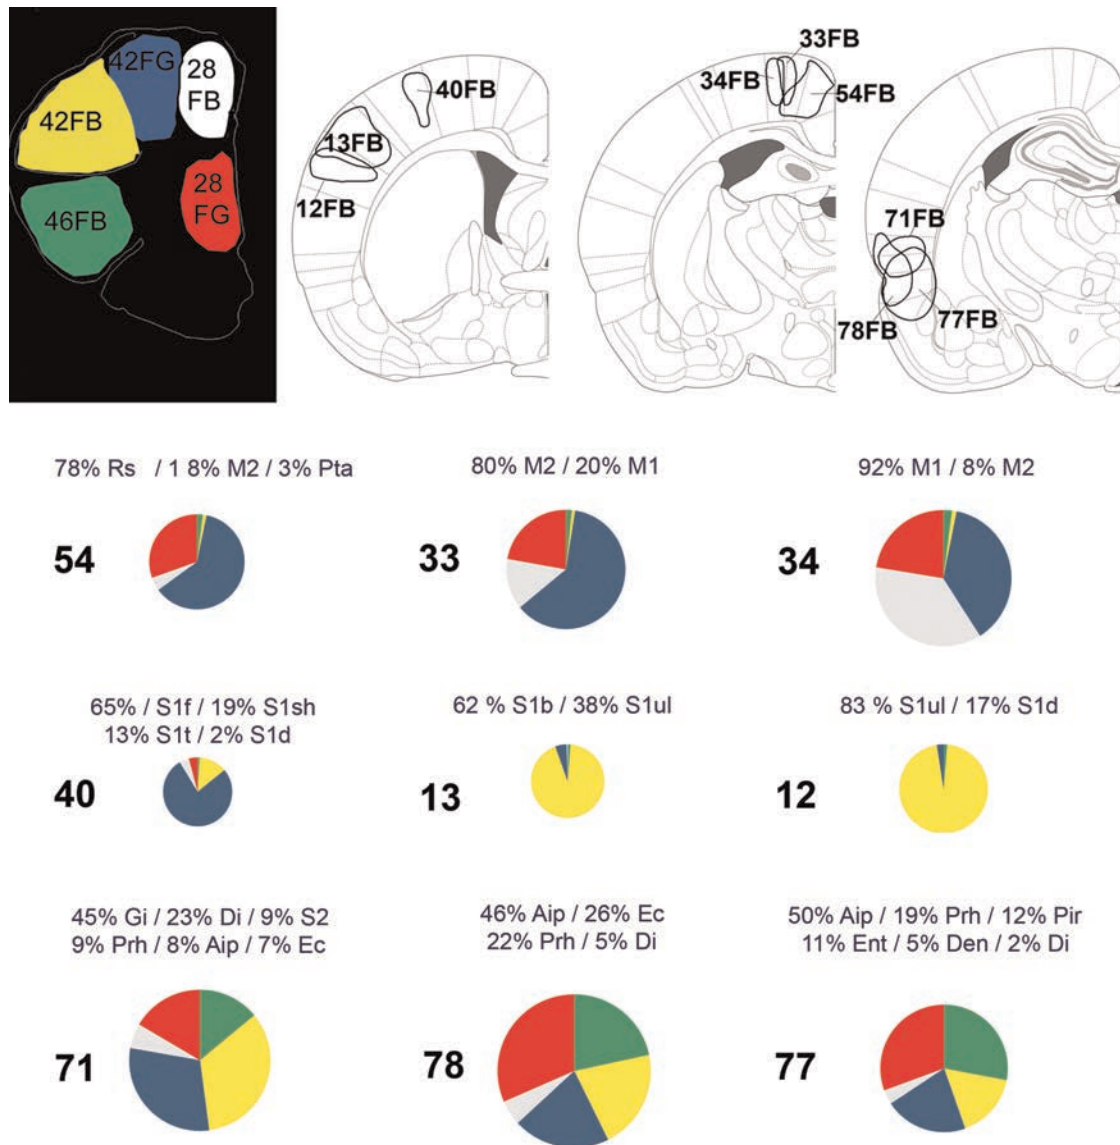 42FG
28
FB
42FB
28
FG
46FB
40FB
13FB
12FB
33FB
34FB
54FB
71FB
78FB
77FB
78% Rs / 1 8% M2 / 3% Pta
80% M2 / 20% M1
92% M1 / 8% M2
54
33
34
65% / S1f / 19% S1sh
13% S1t / 2% S1d
62 % S1b / 38% S1ul
83 % S1ul / 17% S1d
40
13
12
45% Gi / 23% Di / 9% S2
9% Prh / 8% Aip / 7% Ec
46% Aip / 26% Ec
22% Prh / 5% Di
50% Aip / 19% Prh / 12% Pir
11% Ent / 5% Den / 2% Di
71
78
77